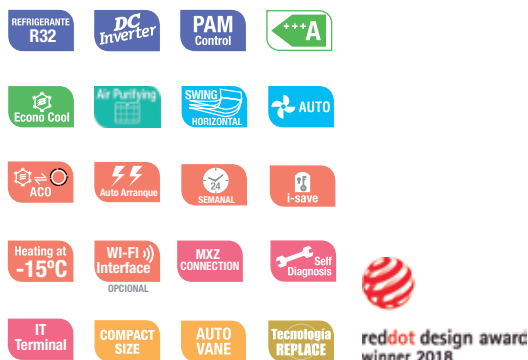 REFRIGERANTE
R32
DC
Inverter
PAM
Control
+++A
Econo Cool
Air Purifying
SWING
HORIZONTAL
AUTO
ACO
Auto Arranque
24
SEMANAL
i-save
Heating at
-15ºC
WI-FI
Interface
OPCIONAL
MXZ
CONNECTION
Self
Diagnosis
IT
Terminal
COMPACT
SIZE
AUTO
VANE
Tecnología
REPLACE
reddot design award
winner 2018